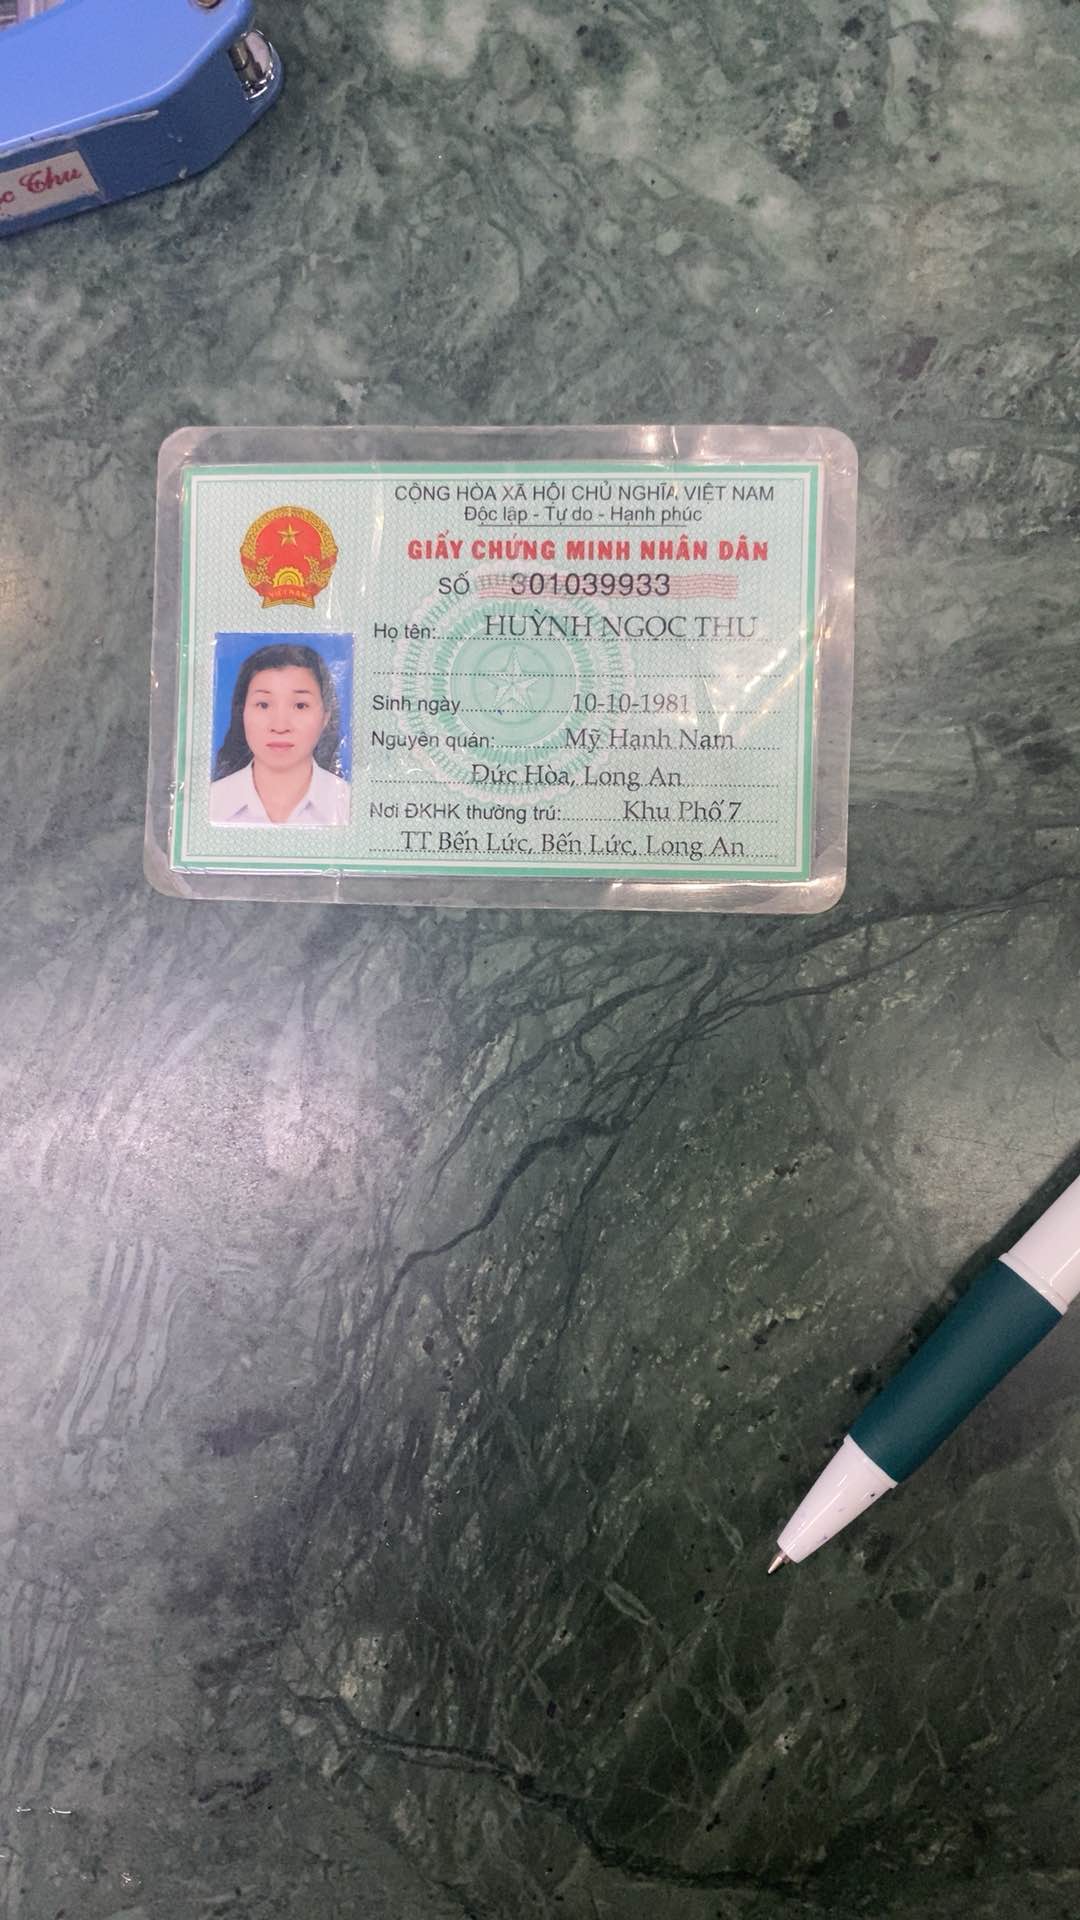 Thu
CỘNG HÒA XÃ HỘI CHỦ NGHĨA VIỆT NAM
Độc lập - Tự do - Hạnh phúc
GIẤY CHỨNG MINH NHÂN DÂN
SỐ 301039933
VIỆT NAM
Họ tên: HUỲNH NGỌC THU
Sinh ngày 10-10-1981
Nguyên quán: Mỹ Hạnh Nam
Đức Hòa, Long An
Nơi ĐKHK thường trú: Khu Phố 7
TT Bến Lức, Bến Lức, Long An